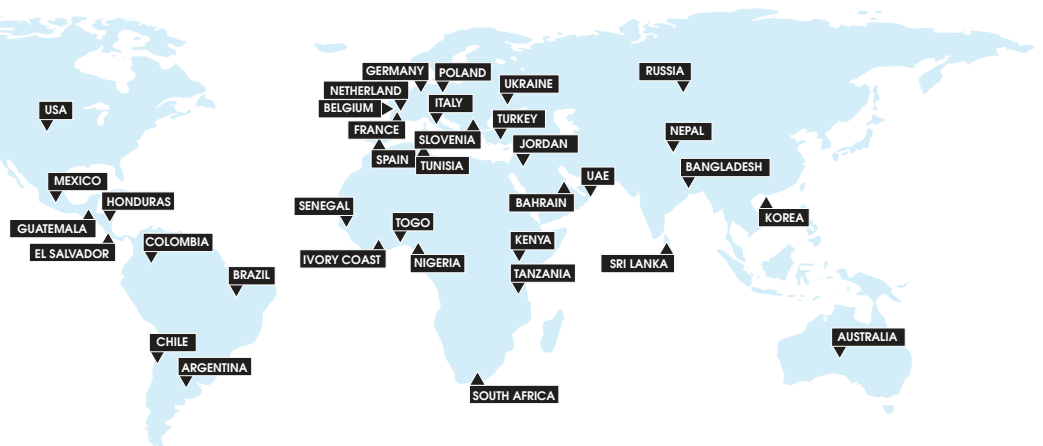 GERMANY
POLAND
RUSSIA
NETHERLAND
UKRAINE
BELGIUM
ITALY
USA
FRANCE
TURKEY
SLOVENIA
NEPAL
JORDAN
SPAIN
TUNISIA
BANGLADESH
MEXICO
UAE
HONDURAS
BAHRAIN
SENEGAL
KOREA
GUATEMALA
TOGO
EL SALVADOR
COLOMBIA
KENYA
IVORY COAST
NIGERIA
SRI LANKA
BRAZIL
TANZANIA
CHILE
AUSTRALIA
ARGENTINA
SOUTH AFRICA